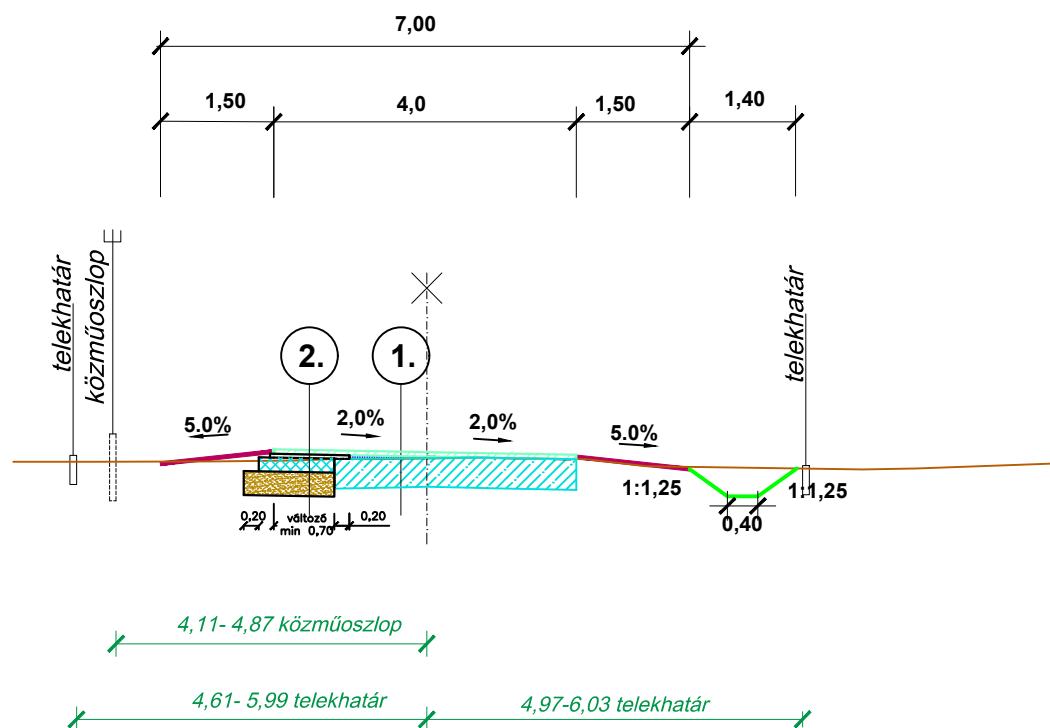 7,00
1,50
4,0
1,50
1,40
telekhatár
közműoszlop
telekhatár
2.
1.
5.0%
2,0%
2,0%
5.0%
1:1,25
1:1,25
0,20
változó
min 0,70
0,20
0,40
4,11- 4,87 közműoszlop
4,61- 5,99 telekhatár
4,97-6,03 telekhatár